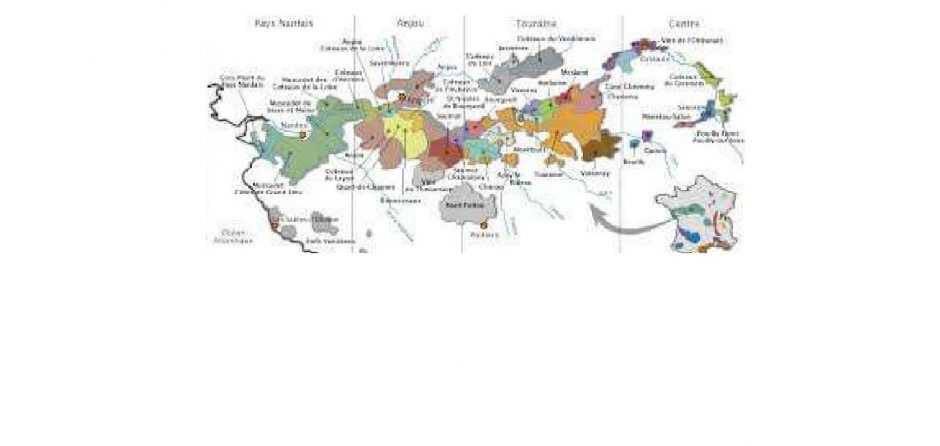 Pays Nantais
Anjou
Touraine
Centre
Anjou
Coteaux de la Loire
Savennières
Coteaux
d'Ancenis
Muscadet des
Coteaux de la Loire
Gros Plant du
Pays Nantais
Muscadet de
Sèvre et Maine
Nantes
Anjou
Coteaux
du Layon
Quart-de-Chaume
Bonnezeaux
Muscadet
Côtes de Grand Lieu
Océan
Atlantique
Fiefs Vendéens
Angers
Anjou
Coteaux
de l'Aubance
St Nicolas
de Bourgueil
Saumur
Saumur
Champigny
Chinon
Haut Poitou
Poitiers
Jasnières
Coteaux
du Loir
Coteaux du Vendômois
Vouvray
Bourgueil
Montlouis
Touraine
Valençay
Mesland
Amboise
Cour Cheverny
Cheverny
Azay le
Rideau
Vins de l'Orléanais
Orléans
Coteaux
du Giennois
Sancerre
Menetou-Salon
Pouilly Fumé
Pouilly-sur-Loire
Quincy
Reuilly